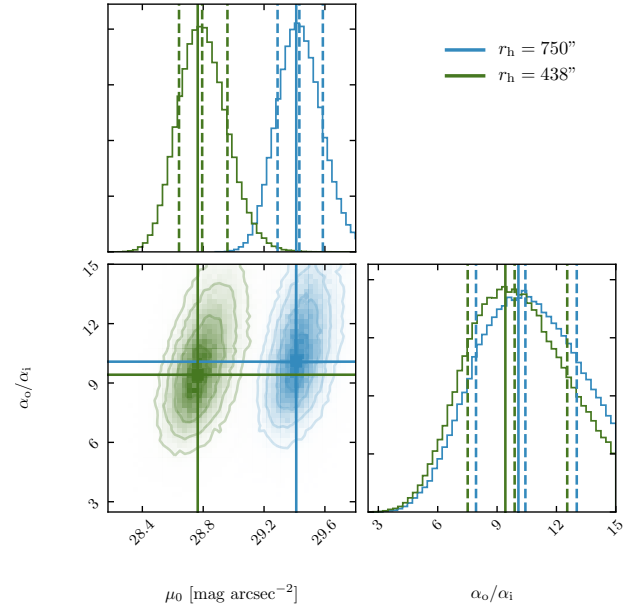 r_h = 750”
r_h = 438”
15
12
9
6
3
α_o/α_i
28.4
28.8
29.2
29.6
3
6
9
12
15
μ_0 [mag arcsec^−2]
α_o/α_i